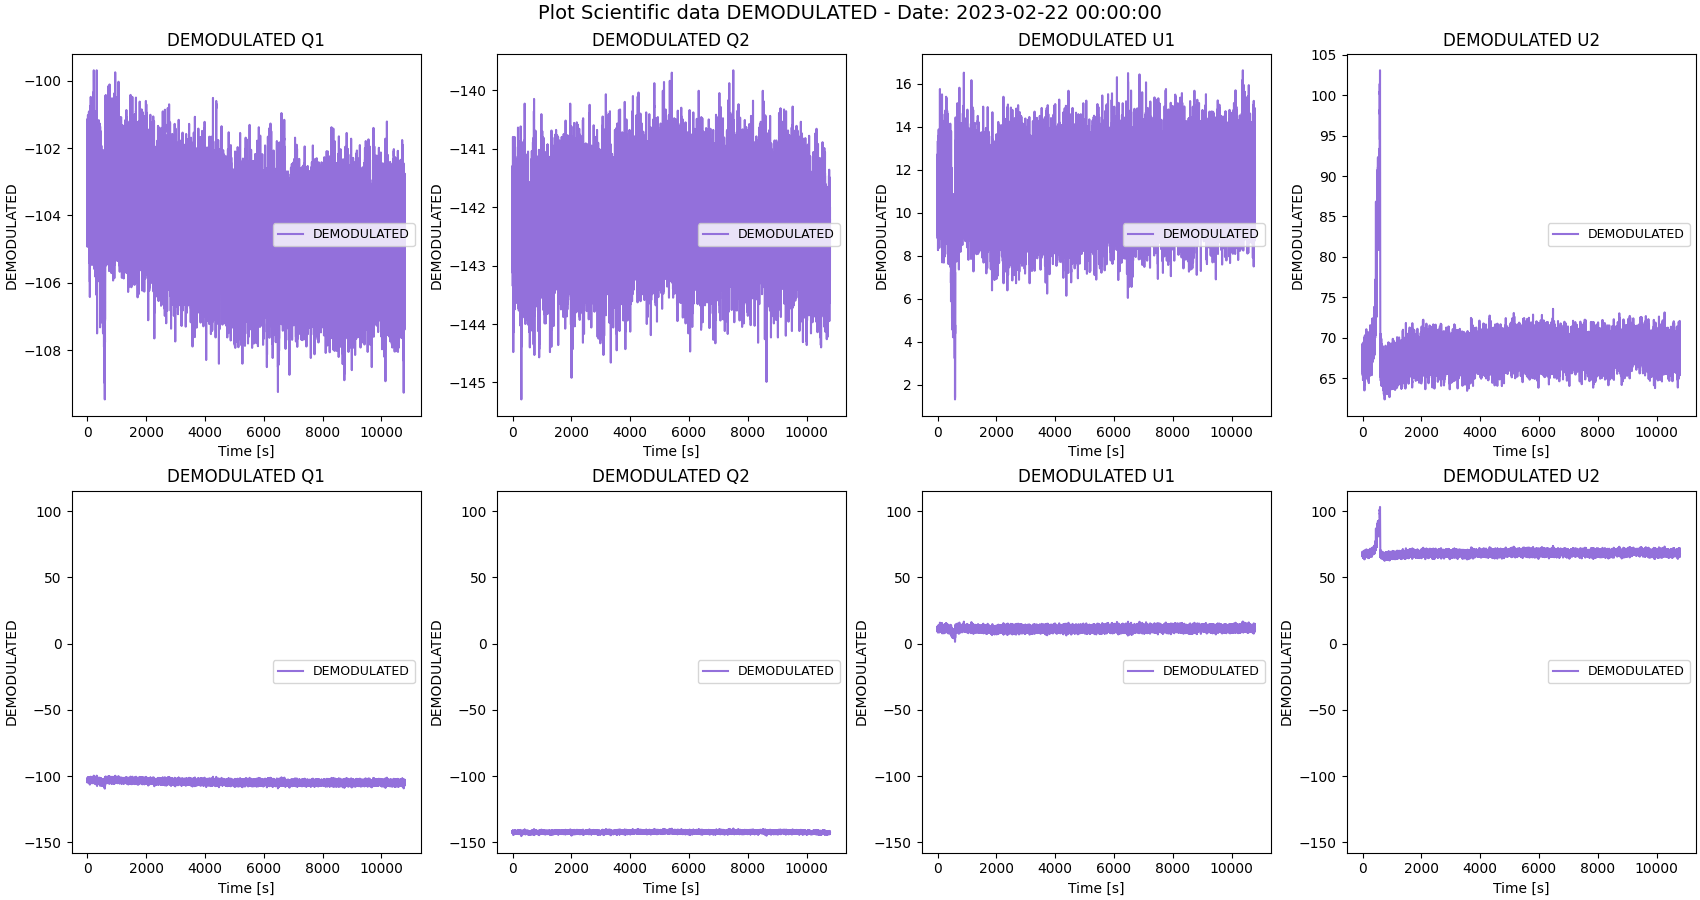 Plot Scientific data DEMODULATED - Date: 2023-02-22 00:00:00
DEMODULATED Q1
DEMODULATED
−100
−102
−104
−106
−108
DEMODULATED
0 2000 4000 6000 8000 10000
Time [s]
DEMODULATED Q2
DEMODULATED
−140
−141
−142
−143
−144
−145
DEMODULATED
0 2000 4000 6000 8000 10000
Time [s]
DEMODULATED U1
DEMODULATED
16
14
12
10
8
6
4
2
DEMODULATED
0 2000 4000 6000 8000 10000
Time [s]
DEMODULATED U2
DEMODULATED
105
100
95
90
85
80
75
70
65
DEMODULATED
0 2000 4000 6000 8000 10000
Time [s]
DEMODULATED Q1
DEMODULATED
100
50
0
−50
−100
−150
DEMODULATED
0 2000 4000 6000 8000 10000
Time [s]
DEMODULATED Q2
DEMODULATED
100
50
0
−50
−100
−150
DEMODULATED
0 2000 4000 6000 8000 10000
Time [s]
DEMODULATED U1
DEMODULATED
100
50
0
−50
−100
−150
DEMODULATED
0 2000 4000 6000 8000 10000
Time [s]
DEMODULATED U2
DEMODULATED
100
50
0
−50
−100
−150
DEMODULATED
0 2000 4000 6000 8000 10000
Time [s]